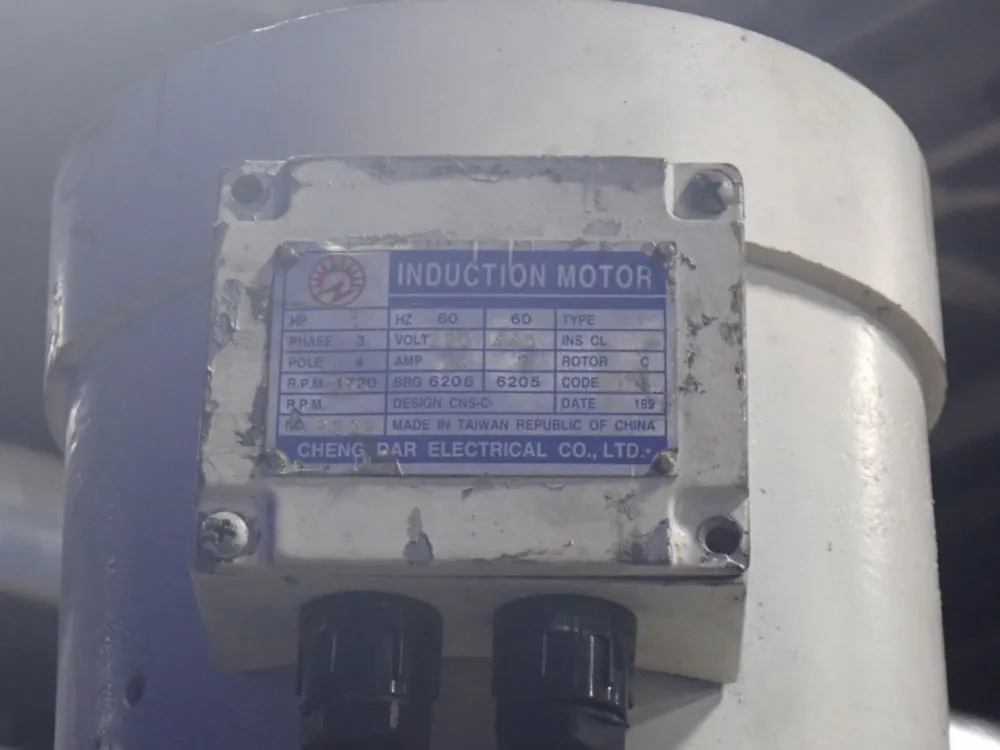 INDUCTION MOTOR
HP HZ 60 60 TYPE
PHASE 3 VOLT INS CL
POLE 4 AMP ROTOR C
R.P.M. 1720 BRG 6206 6205 CODE
R.P.M. DESIGN CNS-C- DATE 199
NO. MADE IN TAIWAN REPUBLIC OF CHINA
CHENG DAR ELECTRICAL CO., LTD.